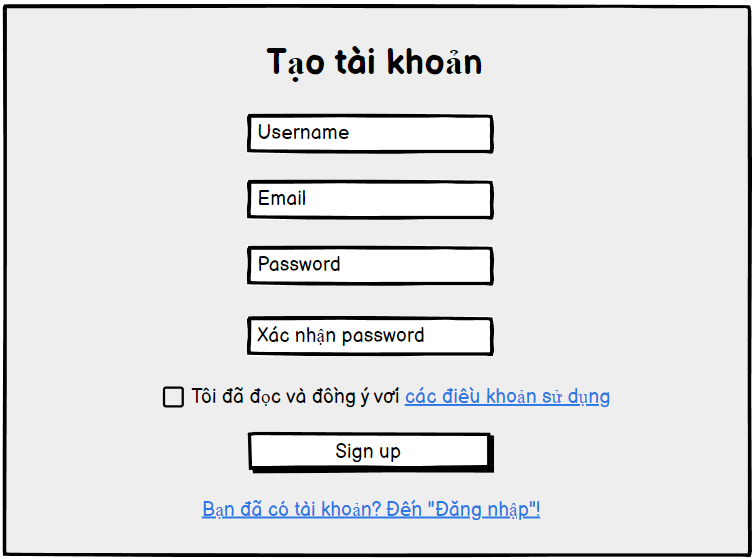 Tạo tài khoản
Username
Email
Password
Xác nhận password
Tôi đã đọc và đồng ý với các điều khoản sử dụng
Sign up
Bạn đã có tài khoản? Đến "Đăng nhập"!